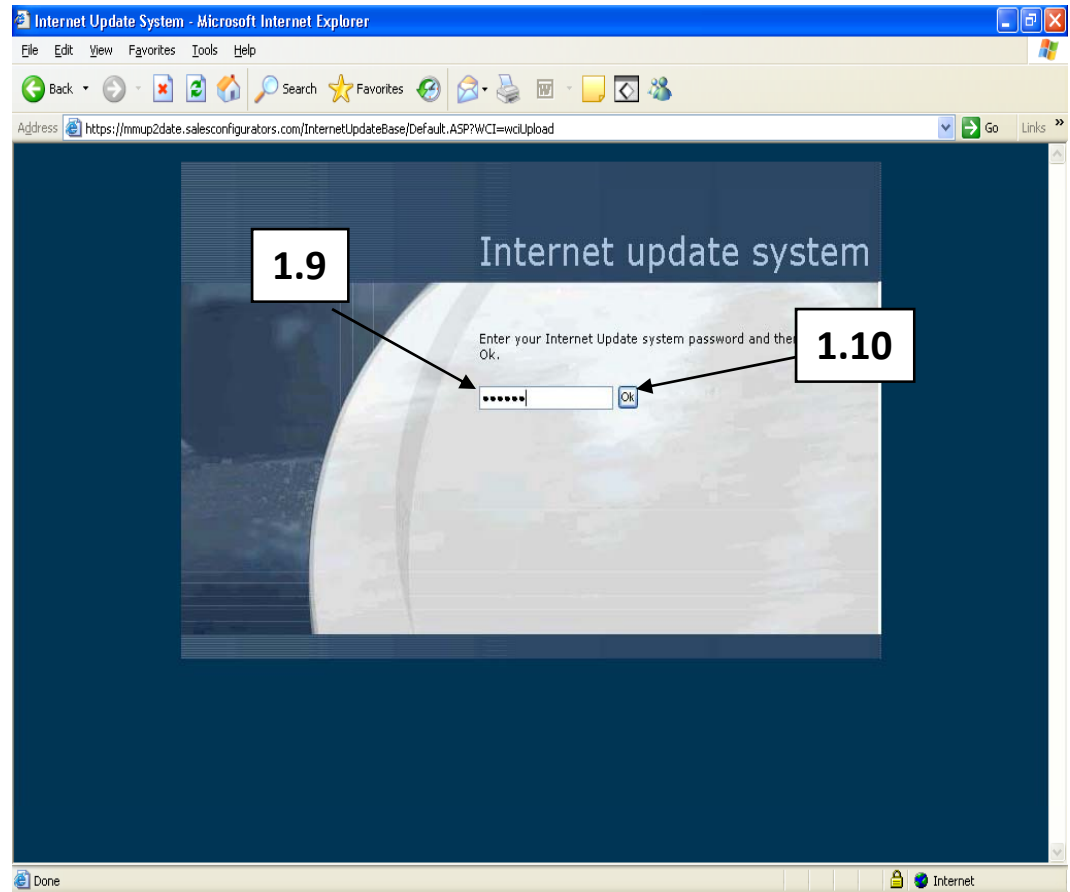 Internet Update System - Microsoft Internet Explorer
File Edit View Favorites Tools Help
Back Search Favorites
Address https://mmup2date.salesconfigurators.com/InternetUpdateBase/Default.ASP?WCI=wciUpload Go Links »
Internet update system
1.9
Enter your Internet Update system password and the
Ok.
1.10
•••••• Ok
Done Internet